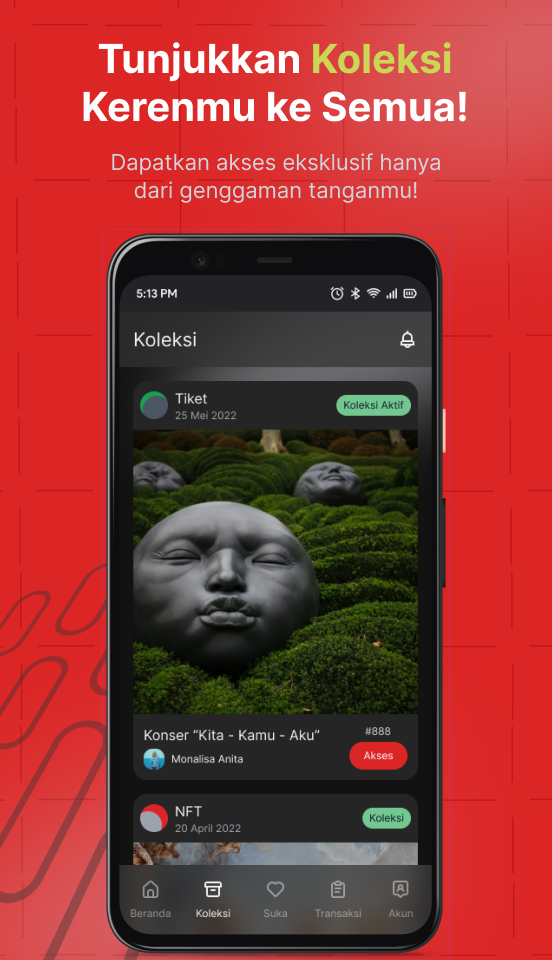 Tunjukkan Koleksi
Kerenmu ke Semua!
Dapatkan akses eksklusif hanya
dari genggaman tanganmu!
5:13 PM
Koleksi
Tiket
25 Mei 2022
Koleksi Aktif
Konser “Kita - Kamu - Aku”
#888
Monalisa Anita
Akses
NFT
20 April 2022
Koleksi
Beranda
Koleksi
Suka
Transaksi
Akun